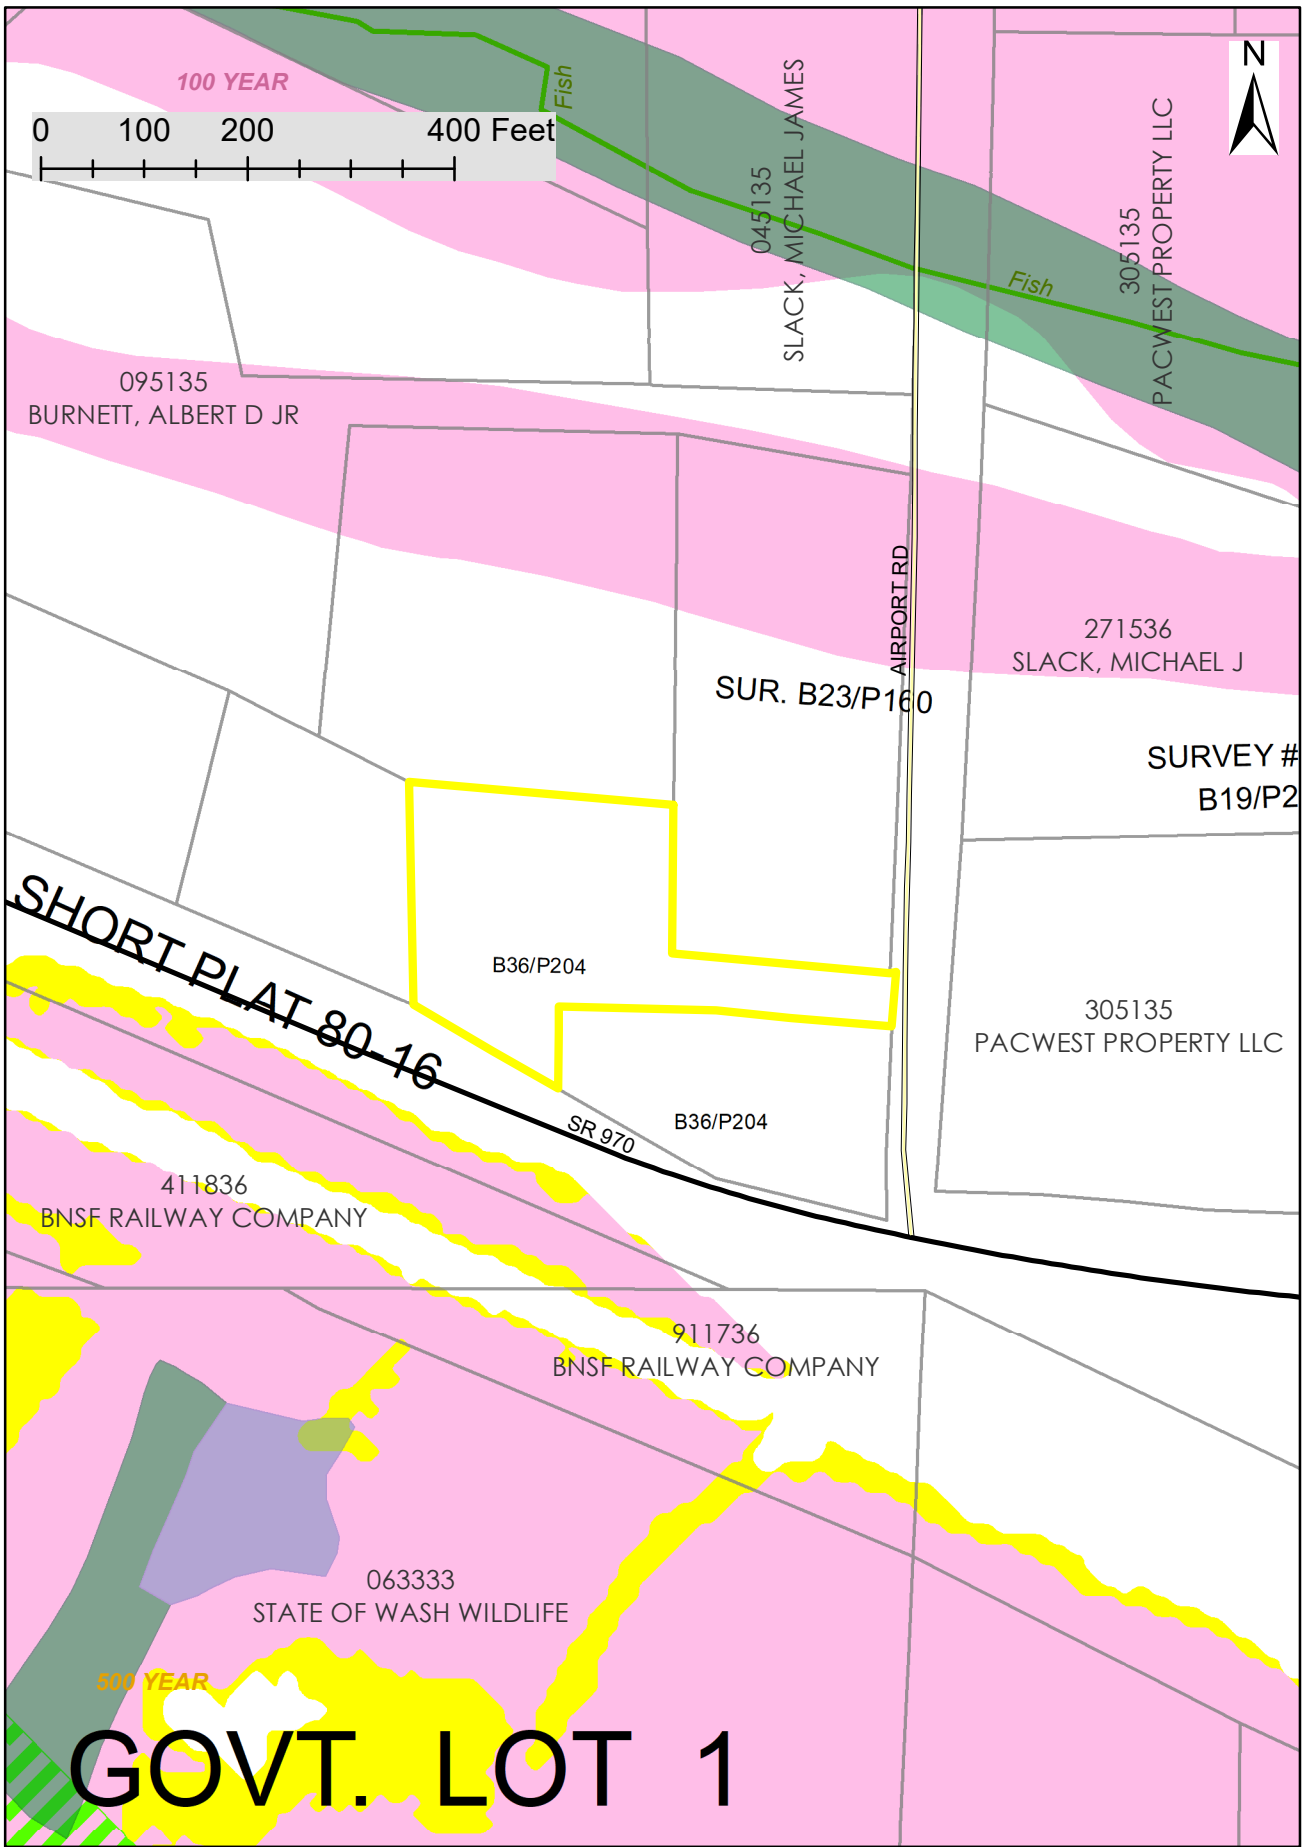 N
100 YEAR
0 100 200 400 Feet
Fish
045135
SLACK, MICHAEL JAMES
305135
PACWEST PROPERTY LLC
Fish
095135
BURNETT, ALBERT D JR
AIRPORT RD
271536
SLACK, MICHAEL J
SUR. B23/P160
SURVEY #
B19/P2
SHORT PLAT 80-16
B36/P204
305135
PACWEST PROPERTY LLC
SR 970
B36/P204
411836
BNSF RAILWAY COMPANY
911736
BNSF RAILWAY COMPANY
063333
STATE OF WASH WILDLIFE
500 YEAR
GOVT. LOT 1